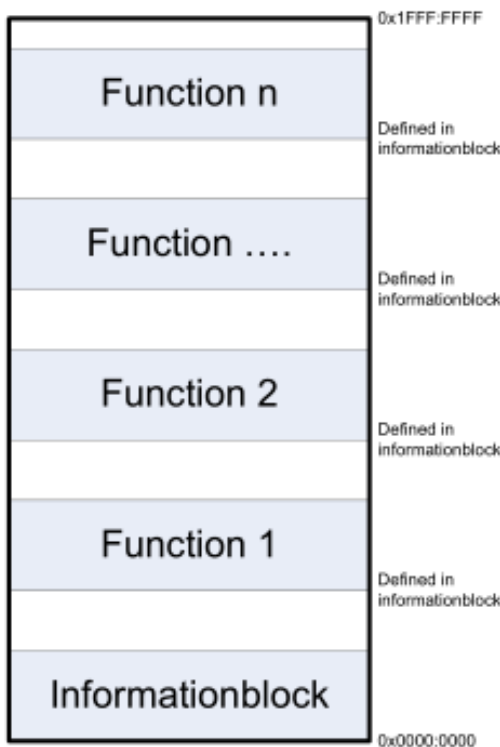 0x1FFF:FFFF
Function n
Defined in
informationblock
Function ....
Defined in
informationblock
Function 2
Defined in
informationblock
Function 1
Defined in
informationblock
Informationblock
0x0000:0000